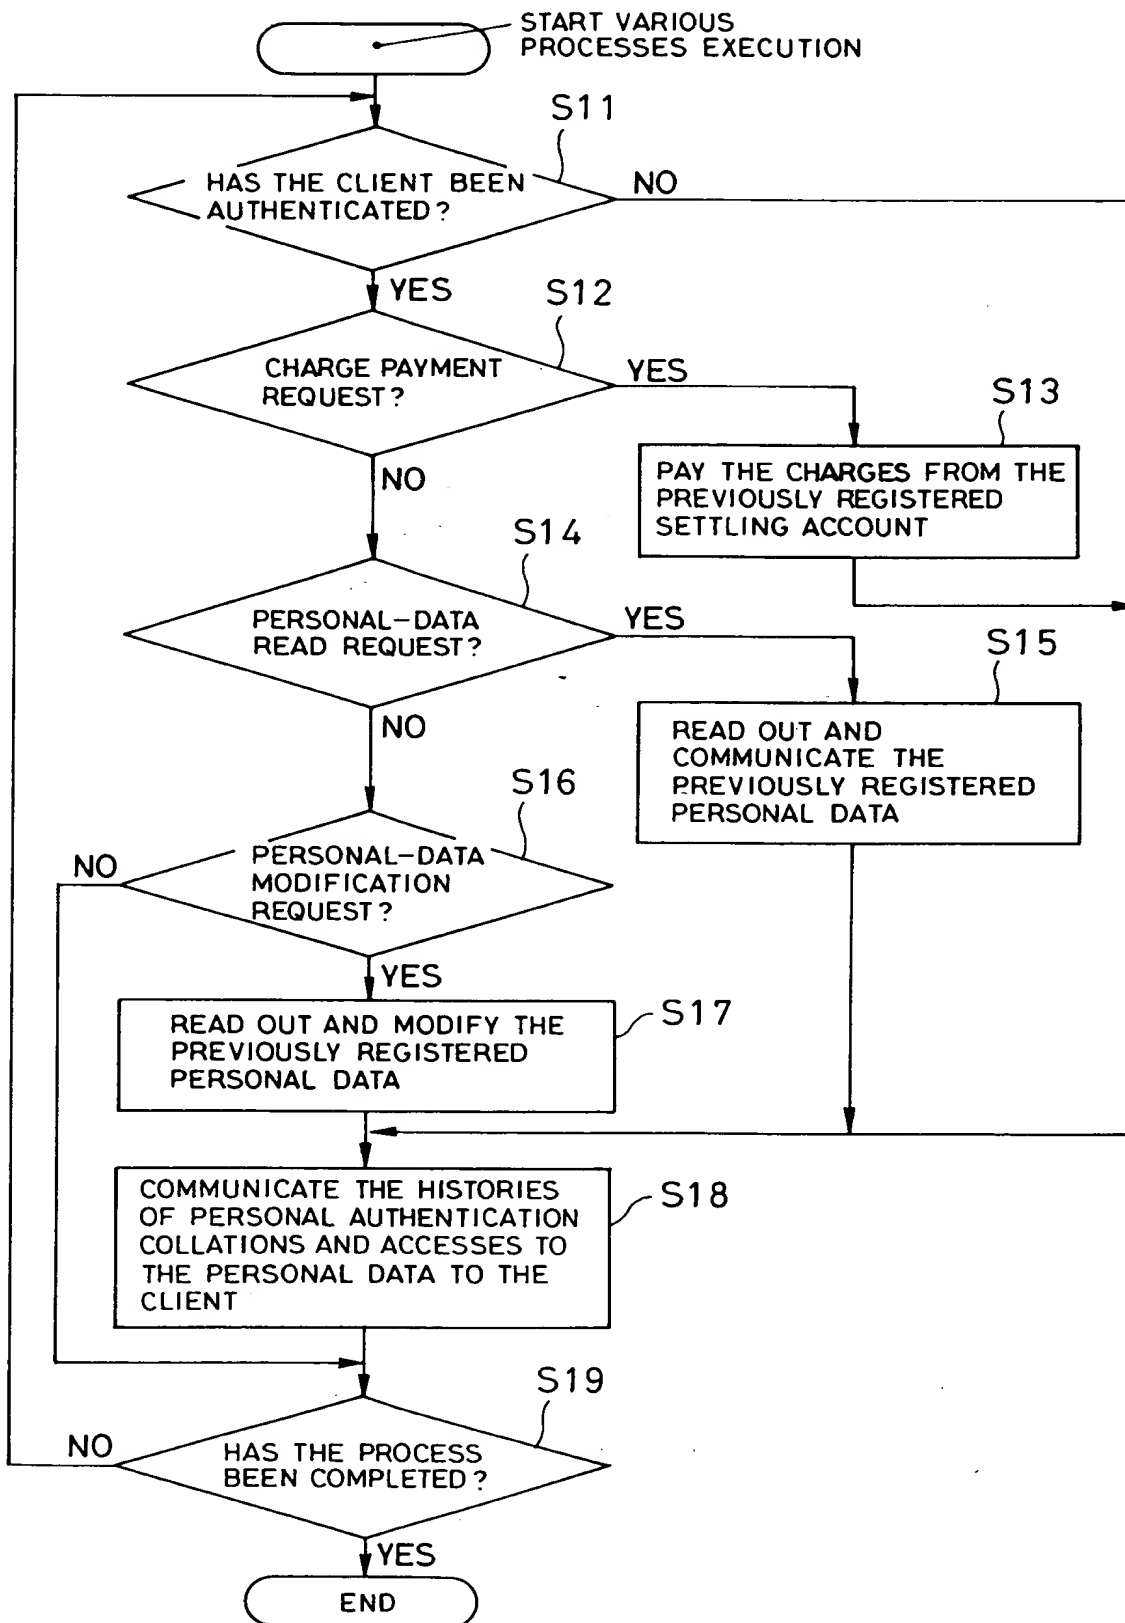 START VARIOUS
PROCESSES EXECUTION
S11
HAS THE CLIENT BEEN
AUTHENTICATED?
NO
YES
S12
CHARGE PAYMENT
REQUEST?
YES
S13
PAY THE CHARGES FROM THE
PREVIOUSLY REGISTERED
SETTLING ACCOUNT
NO
S14
PERSONAL-DATA
READ REQUEST?
YES
S15
READ OUT AND
COMMUNICATE THE
PREVIOUSLY REGISTERED
PERSONAL DATA
NO
S16
PERSONAL-DATA
MODIFICATION
REQUEST?
NO
YES
S17
READ OUT AND MODIFY THE
PREVIOUSLY REGISTERED
PERSONAL DATA
S18
COMMUNICATE THE HISTORIES
OF PERSONAL AUTHENTICATION
COLLATIONS AND ACCESSES TO
THE PERSONAL DATA TO THE
CLIENT
S19
HAS THE PROCESS
BEEN COMPLETED?
NO
YES
END